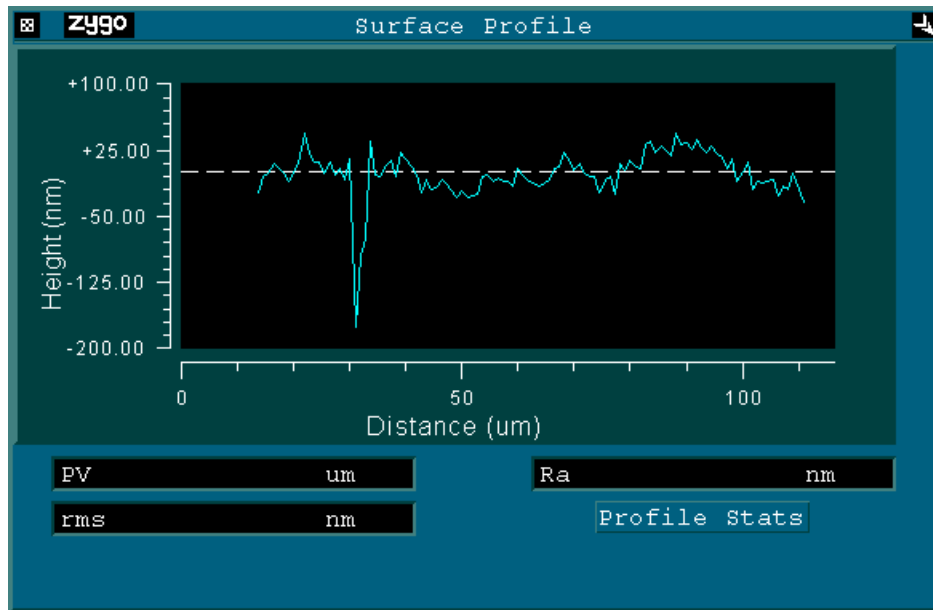 zygo Surface Profile
+100.00
+25.00
-50.00
-125.00
-200.00
Height (nm)
0 50 100
Distance (um)
PV um Ra nm
rms nm Profile Stats